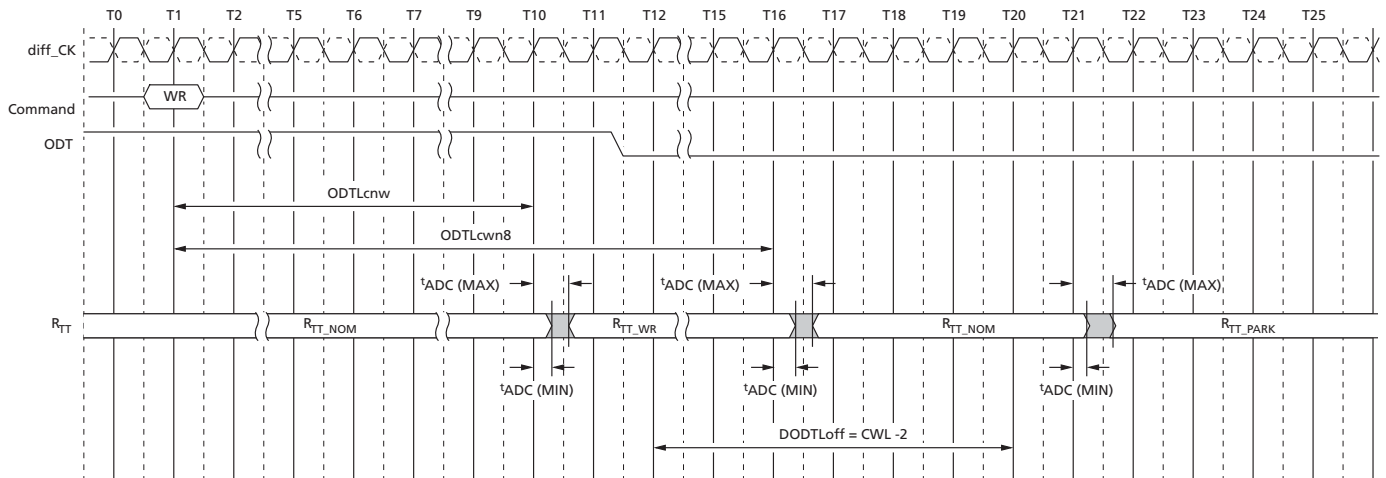 T0 T1 T2 T5 T6 T7 T9 T10 T11 T12 T15 T16 T17 T18 T19 T20 T21 T22 T23 T24 T25
diff_CK
Command WR
ODT
ODTLcnw
ODTLcwn8
tADC (MAX) tADC (MAX) tADC (MAX)
RTT RTT_NOM RTT_WR RTT_NOM RTT_PARK
tADC (MIN) tADC (MIN) tADC (MIN)
DODTLoff = CWL -2